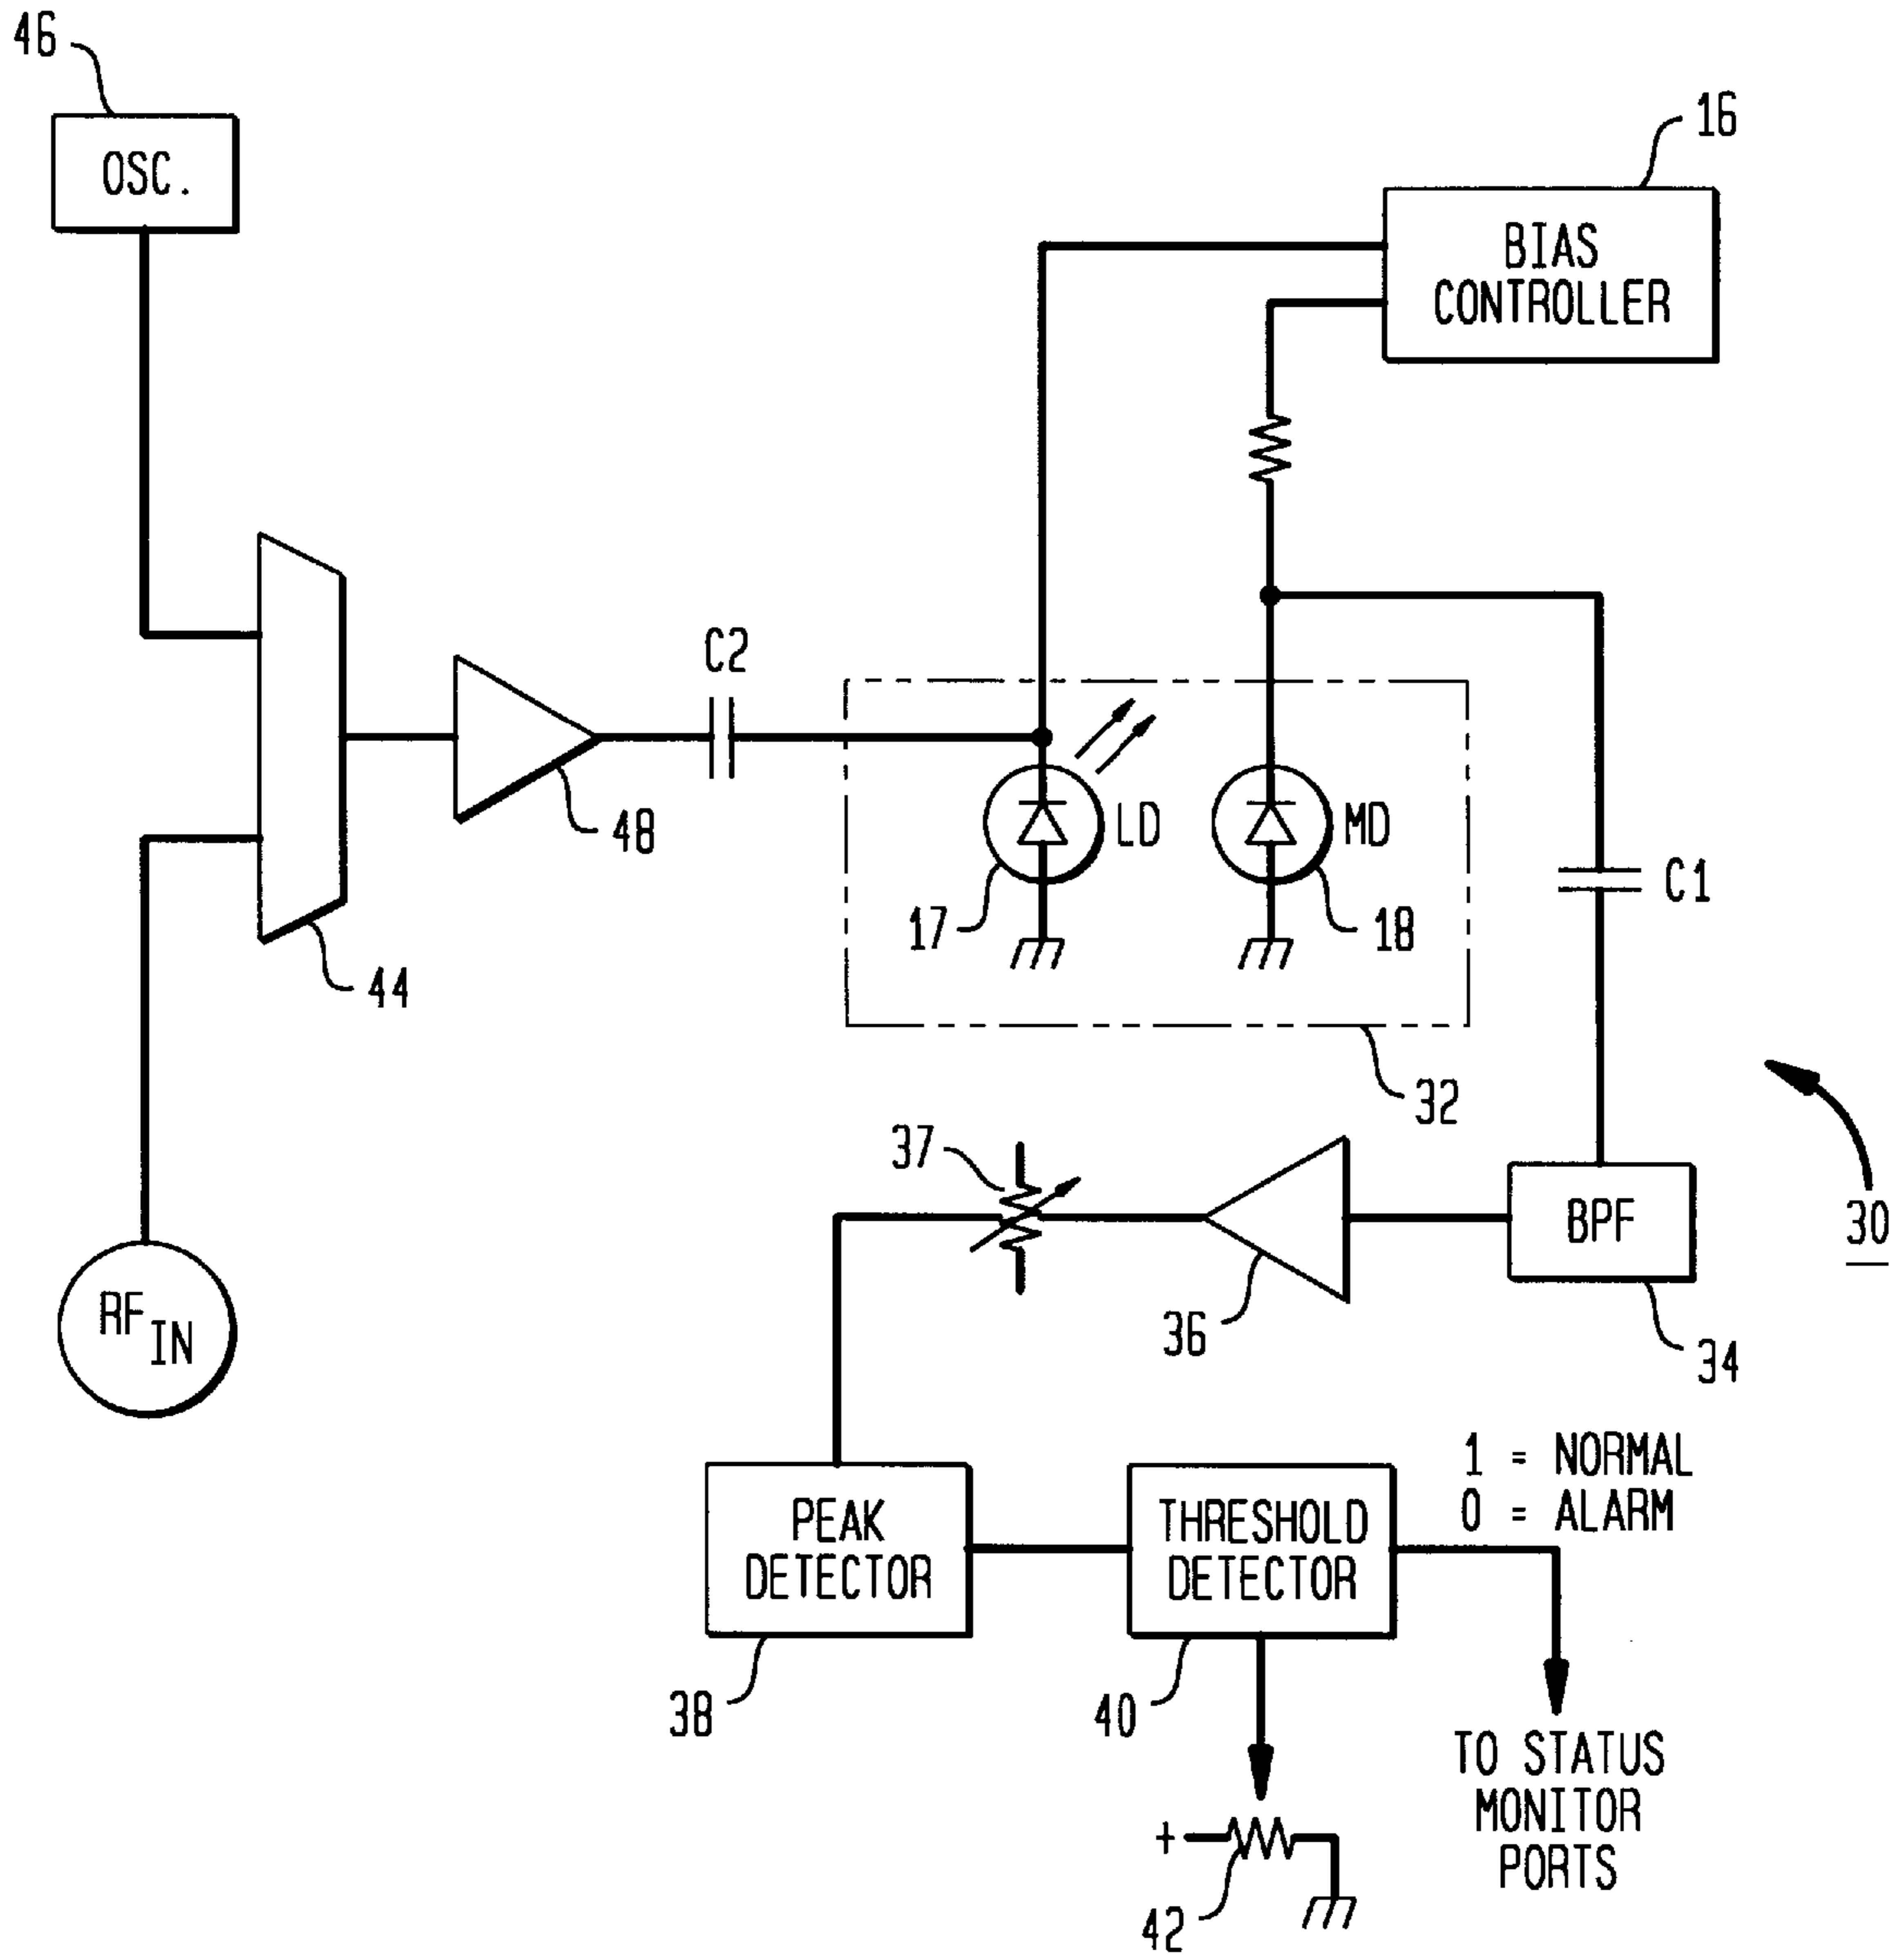 46
OSC.
16
BIAS
CONTROLLER
C2
48
LD
MD
17
18
C1
44
32
37
BPF
30
36
34
RF IN
1 = NORMAL
0 = ALARM
PEAK
DETECTOR
THRESHOLD
DETECTOR
38
40
TO STATUS
MONITOR
PORTS
+
42